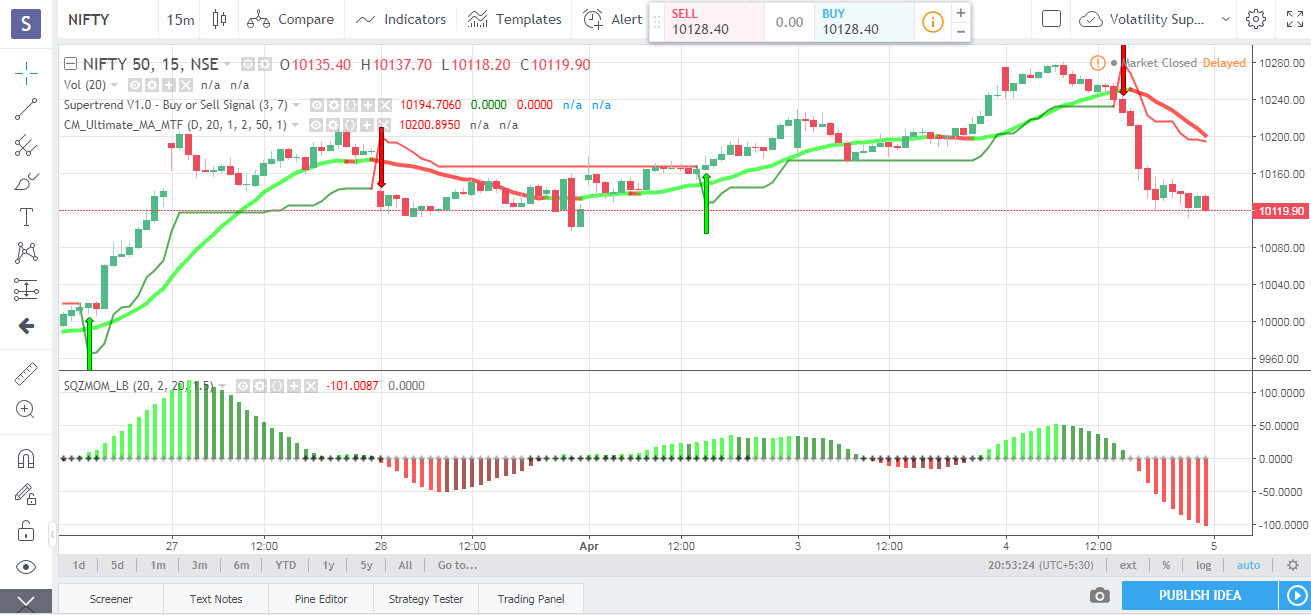 S
NIFTY 15m Compare Indicators Templates Alert SELL 10128.40 0.00 BUY 10128.40 + − Volatility Sup...
NIFTY 50, 15, NSE O10135.40 H10137.70 L10118.20 C10119.90
Market Closed Delayed
Vol (20) n/a n/a
Supertrend V1.0 - Buy or Sell Signal (3, 7) 10194.7060 0.0000 0.0000 n/a n/a
CM_Ultimate_MA_MTF (D, 20, 1, 2, 50, 1) 10200.8950 n/a n/a
10280.00
10240.00
10200.00
10160.00
10119.90
10080.00
10040.00
10000.00
9960.00
SQZMOM_LB (20, 2, 20, 1.5) -101.0087 0.0000
100.0000
50.0000
0.0000
-50.0000
-100.0000
27 12:00 28 12:00 Apr 12:00 3 12:00 4 12:00 5
1d 5d 1m 3m 6m YTD 1y 5y All Go to... 20:53:24 (UTC+5:30) ext % log auto
Screener Text Notes Pine Editor Strategy Tester Trading Panel PUBLISH IDEA